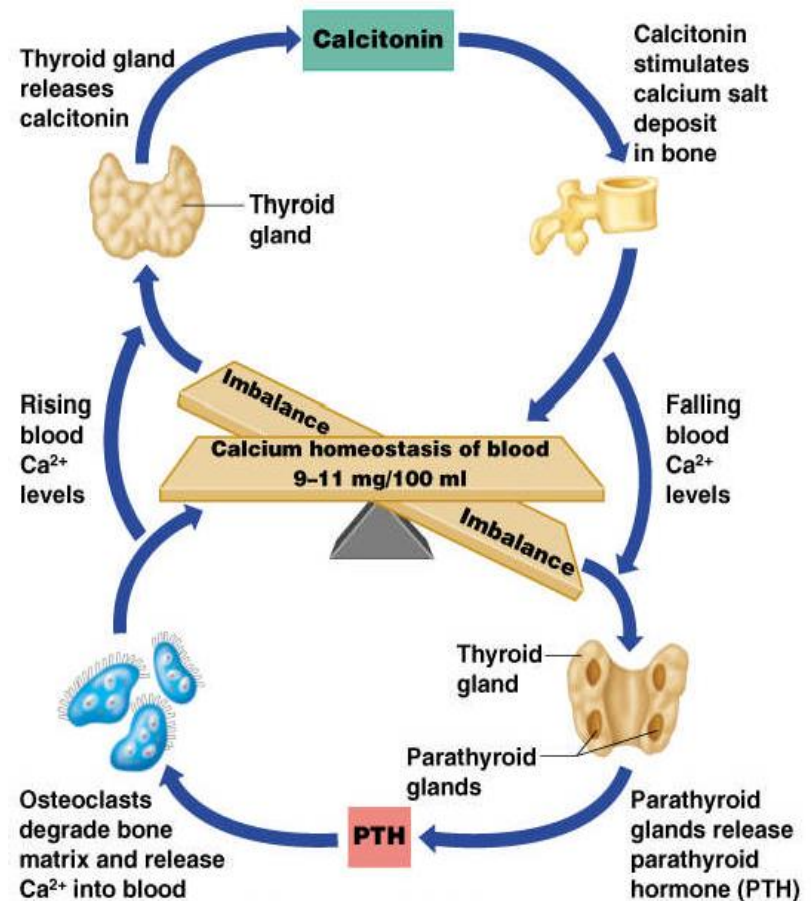 Calcitonin
Thyroid gland
releases
calcitonin
Calcitonin
stimulates
calcium salt
deposit
in bone
Thyroid
gland
Imbalance
Rising
blood
Ca²⁺
levels
Calcium homeostasis of blood
9–11 mg/100 ml
Falling
blood
Ca²⁺
levels
Imbalance
Thyroid
gland
Parathyroid
glands
Osteoclasts
degrade bone
matrix and release
Ca²⁺ into blood
PTH
Parathyroid
glands release
parathyroid
hormone (PTH)